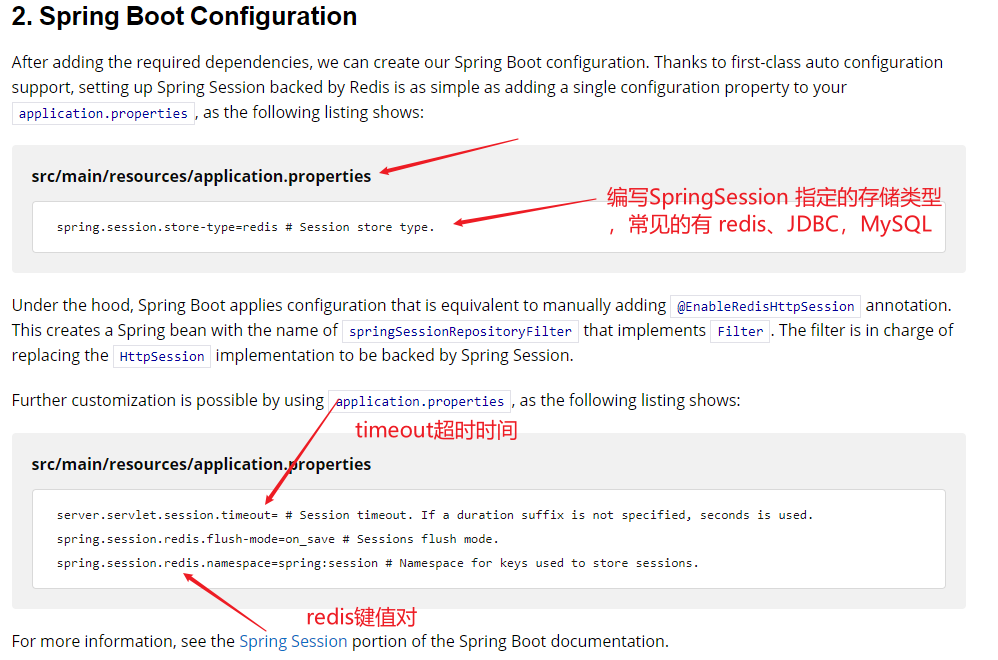 2. Spring Boot Configuration
After adding the required dependencies, we can create our Spring Boot configuration. Thanks to first-class auto configuration
support, setting up Spring Session backed by Redis is as simple as adding a single configuration property to your
application.properties , as the following listing shows:
src/main/resources/application.properties
编写SpringSession 指定的存储类型
，常见的有 redis、JDBC，MySQL
spring.session.store-type=redis # Session store type.
Under the hood, Spring Boot applies configuration that is equivalent to manually adding @EnableRedisHttpSession annotation.
This creates a Spring bean with the name of springSessionRepositoryFilter that implements Filter . The filter is in charge of
replacing the HttpSession implementation to be backed by Spring Session.
Further customization is possible by using application.properties , as the following listing shows:
timeout超时时间
src/main/resources/application.properties
server.servlet.session.timeout= # Session timeout. If a duration suffix is not specified, seconds is used.
spring.session.redis.flush-mode=on_save # Sessions flush mode.
spring.session.redis.namespace=spring:session # Namespace for keys used to store sessions.
redis键值对
For more information, see the Spring Session portion of the Spring Boot documentation.